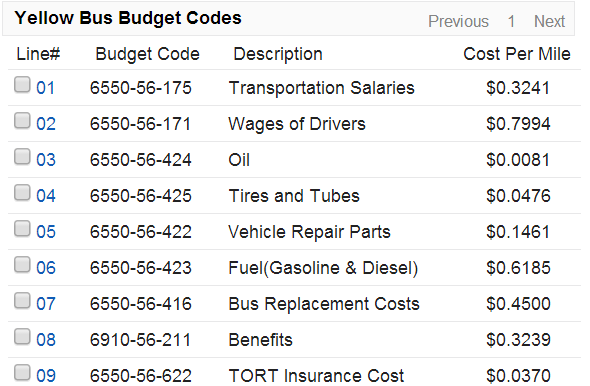 Yellow Bus Budget Codes Previous 1 Next
Line# Budget Code Description Cost Per Mile
01 6550-56-175 Transportation Salaries $0.3241
02 6550-56-171 Wages of Drivers $0.7994
03 6550-56-424 Oil $0.0081
04 6550-56-425 Tires and Tubes $0.0476
05 6550-56-422 Vehicle Repair Parts $0.1461
06 6550-56-423 Fuel(Gasoline & Diesel) $0.6185
07 6550-56-416 Bus Replacement Costs $0.4500
08 6910-56-211 Benefits $0.3239
09 6550-56-622 TORT Insurance Cost $0.0370